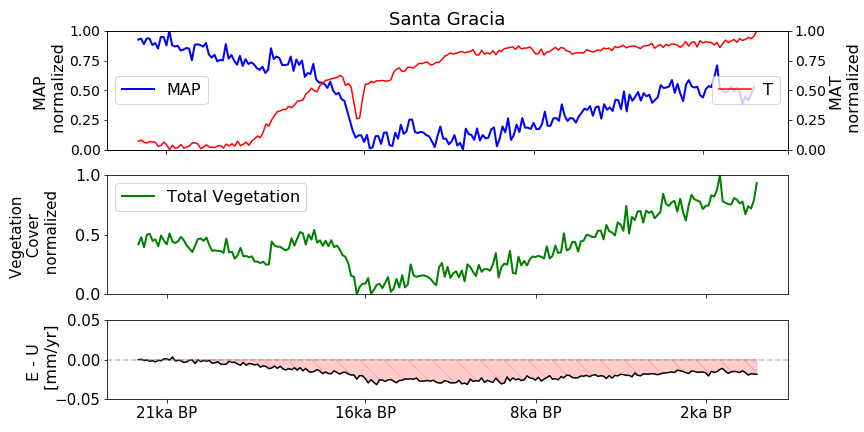 Santa Gracia
MAP
normalized
1.00
0.75
0.50
0.25
0.00
MAP
T
1.00
0.75
0.50
0.25
0.00
MAT
normalized
Vegetation
Cover
normalized
1.0
0.5
0.0
Total Vegetation
E - U
[mm/yr]
0.05
0.00
−0.05
21ka BP 16ka BP 8ka BP 2ka BP